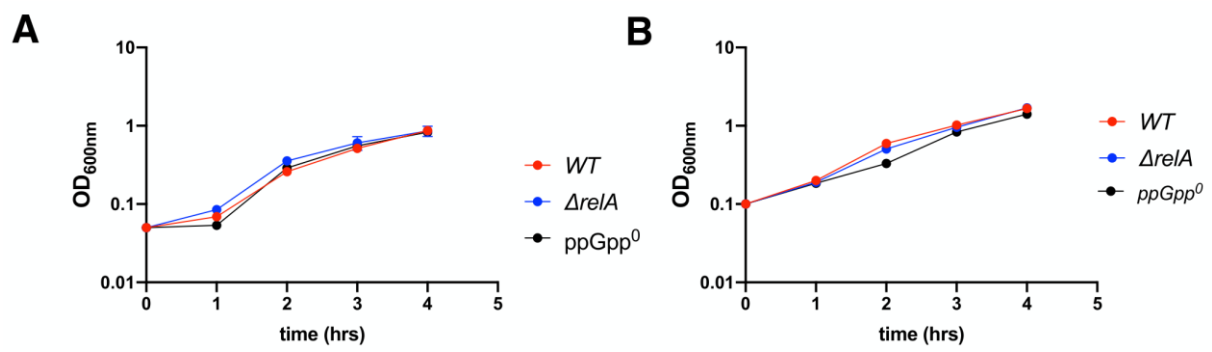 A
OD600nm
10
1
0.1
0.01
0 1 2 3 4 5
time (hrs)
WT
ΔrelA
ppGpp⁰
B
OD600nm
10
1
0.1
0.01
0 1 2 3 4 5
time (hrs)
WT
ΔrelA
ppGpp⁰